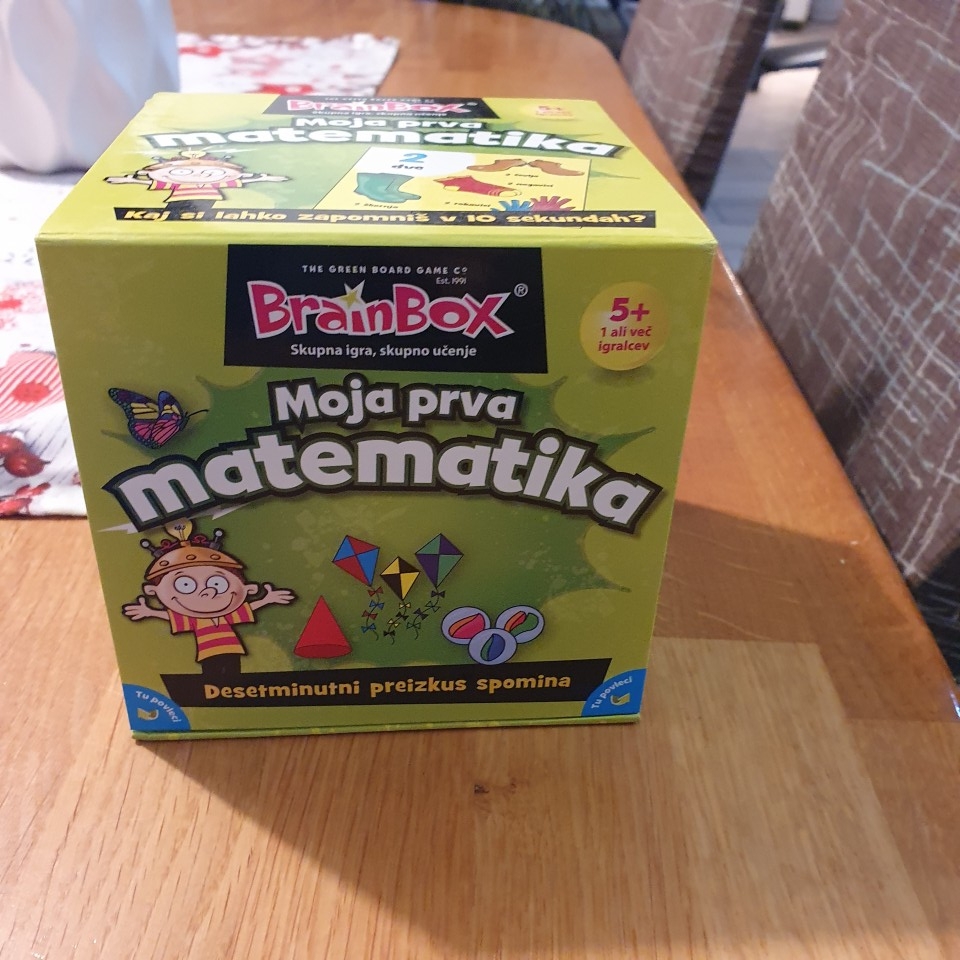 BrainBox®
Moja prva
matematika
5+
2
dve
Kaj si lahko zapomniš v 10 sekundah?
THE GREEN BOARD GAME Cº
Est. 1991
BrainBox®
Skupna igra, skupno učenje
5+
1 ali več
igralcev
Moja prva
matematika
Desetminutni preizkus spomina
Tu povleci
Tu povleci